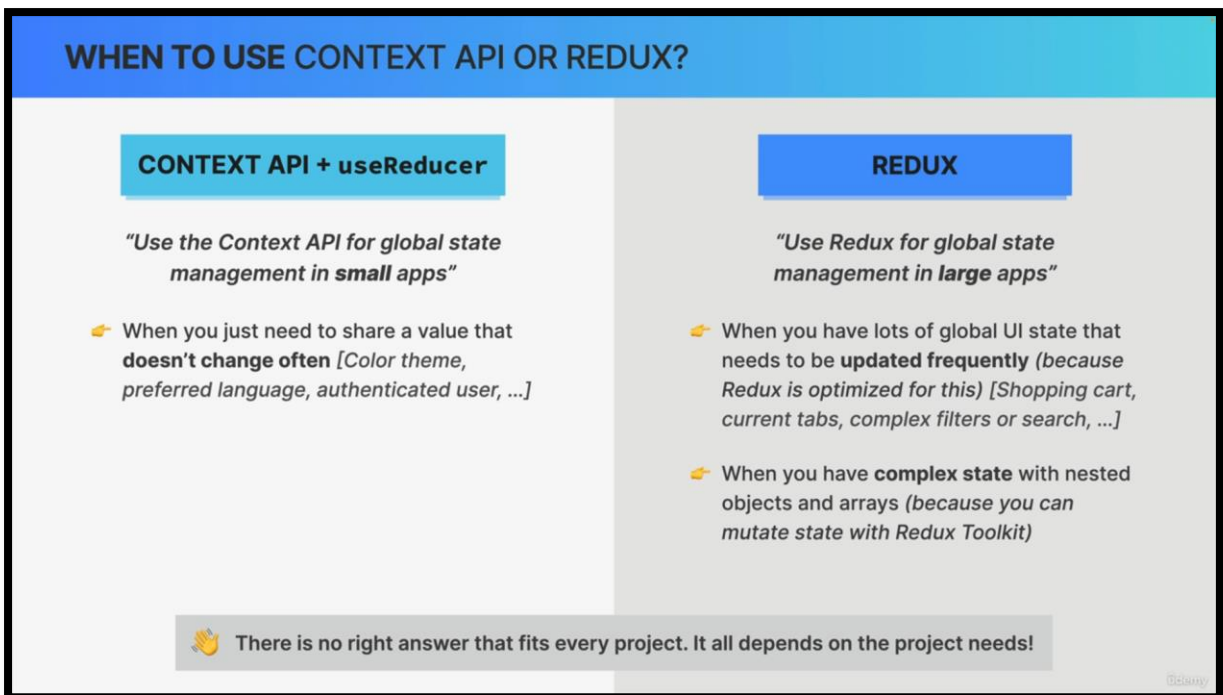 WHEN TO USE CONTEXT API OR REDUX?
CONTEXT API + useReducer
“Use the Context API for global state
management in small apps”
When you just need to share a value that
doesn’t change often [Color theme,
preferred language, authenticated user, …]
REDUX
“Use Redux for global state
management in large apps”
When you have lots of global UI state that
needs to be updated frequently (because
Redux is optimized for this) [Shopping cart,
current tabs, complex filters or search, …]
When you have complex state with nested
objects and arrays (because you can
mutate state with Redux Toolkit)
There is no right answer that fits every project. It all depends on the project needs!